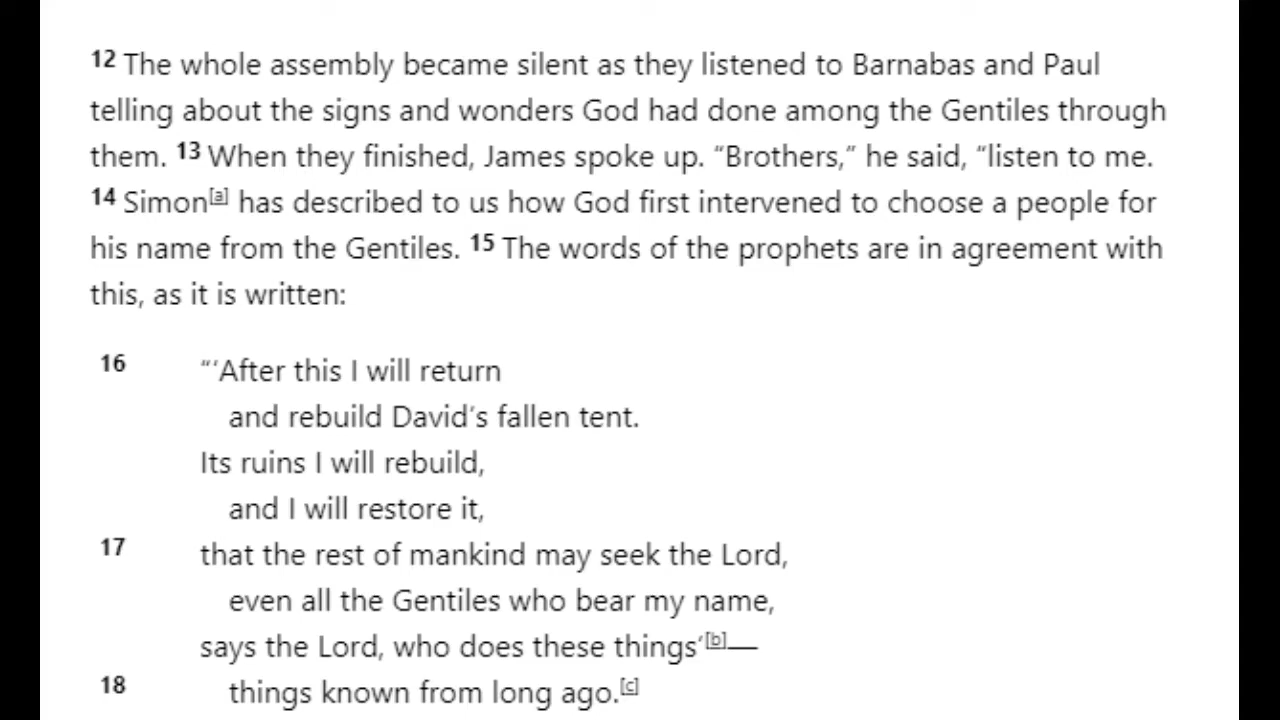 12 The whole assembly became silent as they listened to Barnabas and Paul
telling about the signs and wonders God had done among the Gentiles through
them. 13 When they finished, James spoke up. “Brothers,” he said, “listen to me.
14 Simon[a] has described to us how God first intervened to choose a people for
his name from the Gentiles. 15 The words of the prophets are in agreement with
this, as it is written:
16 “‘After this I will return
and rebuild David’s fallen tent.
Its ruins I will rebuild,
and I will restore it,
17 that the rest of mankind may seek the Lord,
even all the Gentiles who bear my name,
says the Lord, who does these things’[b]—
18 things known from long ago.[c]